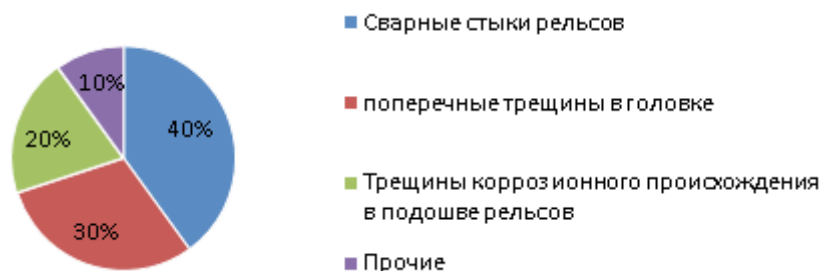 Сварные стыки рельсов
10%
40%
поперечные трещины в головке
20%
Трещины коррозионного происхождения
в подошве рельсов
30%
Прочие